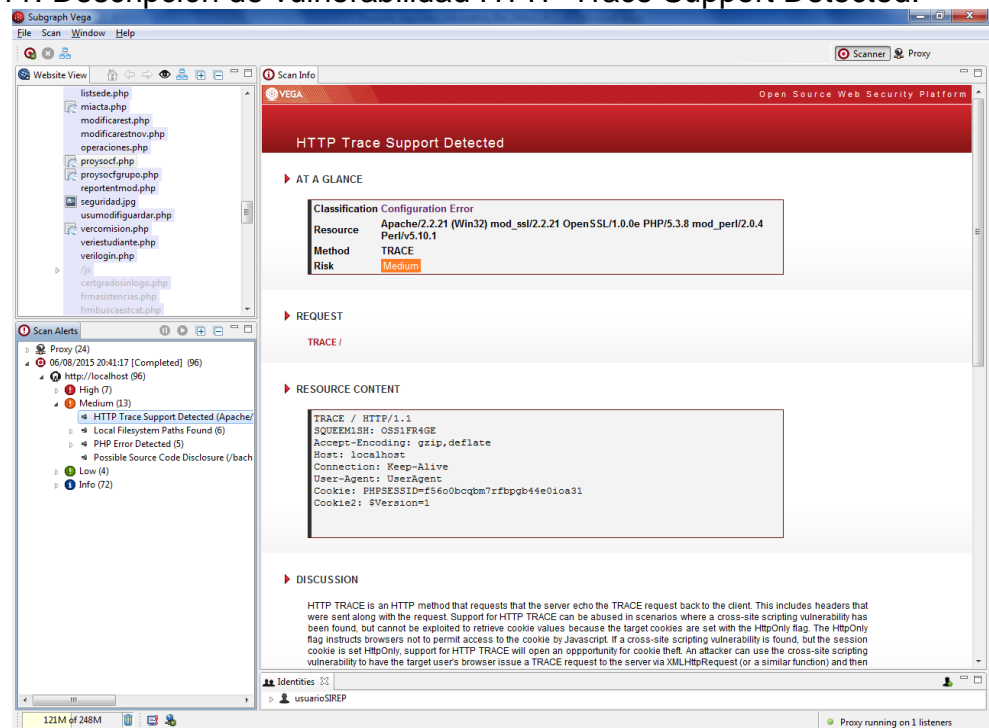 Descripción de vulnerabilidad HTTP Trace Support Detected.
Subgraph Vega
File Scan Window Help
Scanner Proxy
Website View
listsede.php
miacta.php
modificarest.php
modificarestnov.php
operaciones.php
proysocf.php
proysocfgrupo.php
reportentmod.php
seguridad.jpg
usumodifiguardar.php
vercomision.php
veriestudiante.php
verilogin.php
/js
certgradosinlogo.php
frmasistencias.php
frmbuscaestcat.php
Scan Alerts
Proxy (24)
06/08/2015 20:41:17 [Completed] (96)
http://localhost (96)
High (7)
Medium (13)
HTTP Trace Support Detected (Apache/
Local Filesystem Paths Found (6)
PHP Error Detected (5)
Possible Source Code Disclosure (/bach
Low (4)
Info (72)
Scan Info
VEGA
Open Source Web Security Platform
HTTP Trace Support Detected
AT A GLANCE
Classification Configuration Error
Resource Apache/2.2.21 (Win32) mod_ssl/2.2.21 OpenSSL/1.0.0e PHP/5.3.8 mod_perl/2.0.4
Perl/v5.10.1
Method TRACE
Risk Medium
REQUEST
TRACE /
RESOURCE CONTENT
TRACE / HTTP/1.1
SQUEEM1SH: OSS1FR4GE
Accept-Encoding: gzip,deflate
Host: localhost
Connection: Keep-Alive
User-Agent: UserAgent
Cookie: PHPSESSID=f56o0bcqbm7rfbpgb44e0ioa31
Cookie2: $Version=1
DISCUSSION
HTTP TRACE is an HTTP method that requests that the server echo the TRACE request back to the client. This includes headers that
were sent along with the request. Support for HTTP TRACE can be abused in scenarios where a cross-site scripting vulnerability has
been found, but cannot be exploited to retrieve cookie values because the target cookies are set with the HttpOnly flag. The HttpOnly
flag instructs browsers not to permit access to the cookie by Javascript. If a cross-site scripting vulnerability is found, but the session
cookie is set HttpOnly, support for HTTP TRACE will open an oppportunity for cookie theft. An attacker can use the cross-site scripting
vulnerability to have the target user's browser issue a TRACE request to the server via XMLHttpRequest (or a similar function) and then
Identities
usuarioSIREP
121M of 248M
Proxy running on 1 listeners